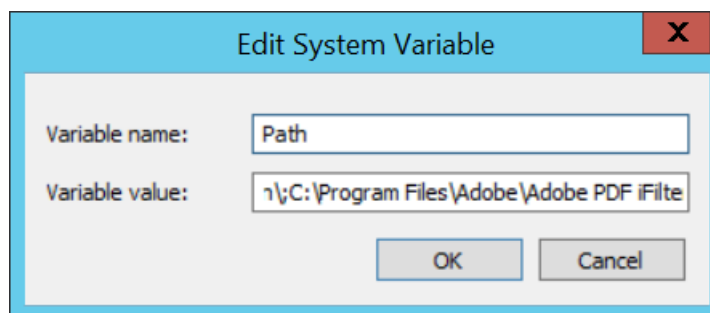 Edit System Variable
X
Variable name:
Path
Variable value:
\;C:\Program Files\Adobe\Adobe PDF iFilte
OK
Cancel